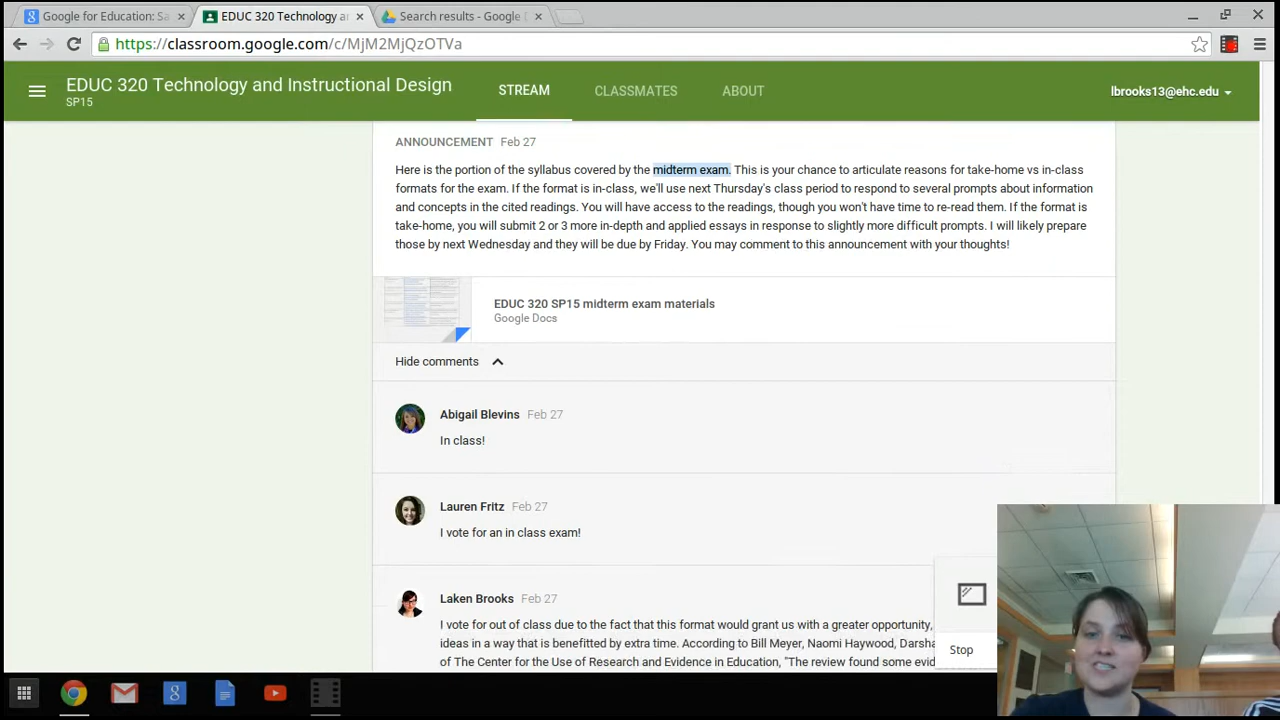 Google for Education: Sa
EDUC 320 Technology a
Search results - Google
https://classroom.google.com/c/MjM2MjQzOTVa
EDUC 320 Technology and Instructional Design
SP15
STREAM
CLASSMATES
ABOUT
lbrooks13@ehc.edu
ANNOUNCEMENT Feb 27
Here is the portion of the syllabus covered by the midterm exam. This is your chance to articulate reasons for take-home vs in-class
formats for the exam. If the format is in-class, we'll use next Thursday's class period to respond to several prompts about information
and concepts in the cited readings. You will have access to the readings, though you won't have time to re-read them. If the format is
take-home, you will submit 2 or 3 more in-depth and applied essays in response to slightly more difficult prompts. I will likely prepare
those by next Wednesday and they will be due by Friday. You may comment to this announcement with your thoughts!
EDUC 320 SP15 midterm exam materials
Google Docs
Hide comments
Abigail Blevins Feb 27
In class!
Lauren Fritz Feb 27
I vote for an in class exam!
Laken Brooks Feb 27
I vote for out of class due to the fact that this format would grant us with a greater opportunity,
ideas in a way that is benefitted by extra time. According to Bill Meyer, Naomi Haywood, Darsha
of The Center for the Use of Research and Evidence in Education, "The review found some evid
Stop